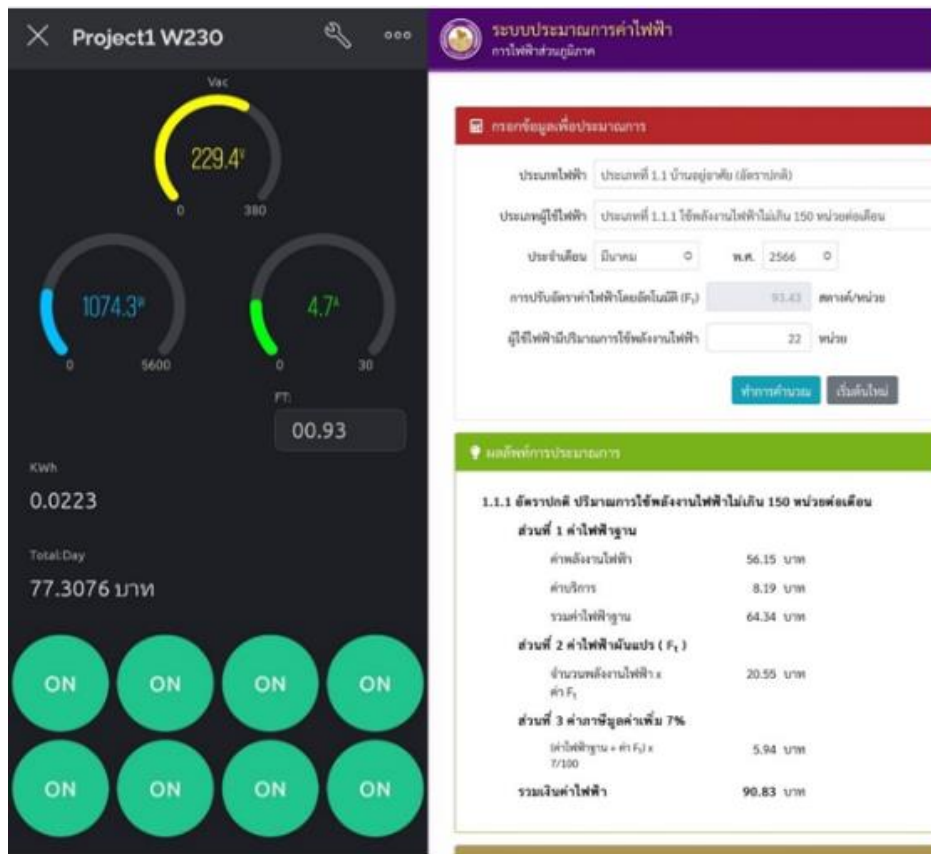 Project1 W230
Vac
229.4V
0 380
1074.3W
0 5600
4.7A
0 30
FT:
00.93
KWh
0.0223
Total:Day
77.3076 บาท
ON ON ON ON
ON ON ON ON
ระบบประมาณการค่าไฟฟ้า
การไฟฟ้าส่วนภูมิภาค
กรอกข้อมูลเพื่อประมาณการ
ประเภทไฟฟ้า ประเภทที่ 1.1 บ้านอยู่อาศัย (อัตราปกติ)
ประเภทผู้ใช้ไฟฟ้า ประเภทที่ 1.1.1 ใช้พลังงานไฟฟ้าไม่เกิน 150 หน่วยต่อเดือน
ประจำเดือน มีนาคม พ.ศ. 2566
การปรับอัตราค่าไฟฟ้าโดยอัตโนมัติ (Ft) 93.43 สตางค์/หน่วย
ผู้ใช้ไฟฟ้ามีปริมาณการใช้พลังงานไฟฟ้า 22 หน่วย
ทำการคำนวณ เริ่มต้นใหม่
ผลลัพท์การประมาณการ
1.1.1 อัตราปกติ ปริมาณการใช้พลังงานไฟฟ้าไม่เกิน 150 หน่วยต่อเดือน
ส่วนที่ 1 ค่าไฟฟ้าฐาน
ค่าพลังงานไฟฟ้า 56.15 บาท
ค่าบริการ 8.19 บาท
รวมค่าไฟฟ้าฐาน 64.34 บาท
ส่วนที่ 2 ค่าไฟฟ้าผันแปร ( Ft )
จำนวนพลังงานไฟฟ้า x 20.55 บาท
ค่า Ft
ส่วนที่ 3 ค่าภาษีมูลค่าเพิ่ม 7%
(ค่าไฟฟ้าฐาน + ค่า Ft) x 5.94 บาท
7/100
รวมเงินค่าไฟฟ้า 90.83 บาท